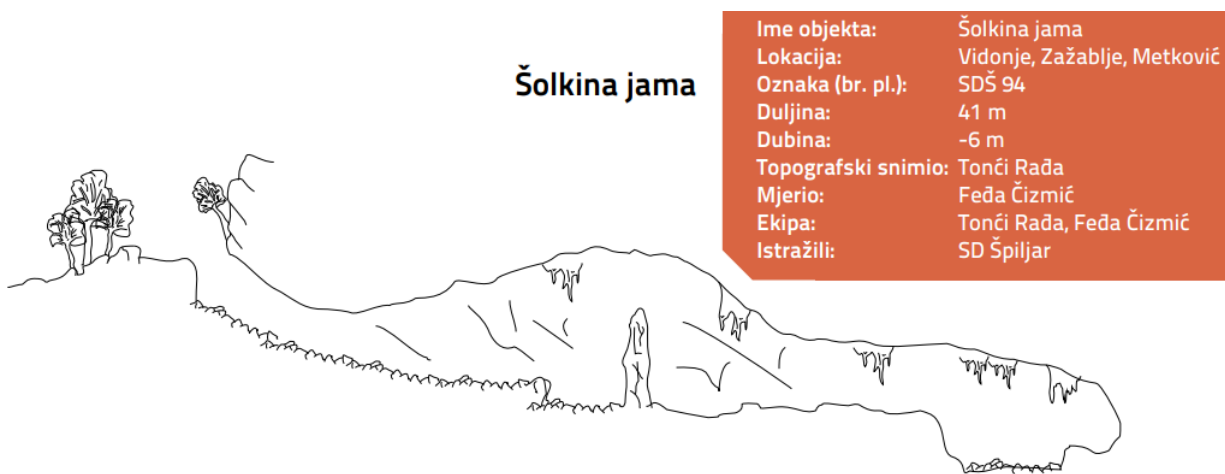 Šolkina jama
Ime objekta: Šolkina jama
Lokacija: Vidonje, Zažablje, Metković
Oznaka (br. pl.): SDŠ 94
Duljina: 41 m
Dubina: -6 m
Topografski snimio: Tonći Rađa
Mjerio: Feđa Čizmić
Ekipa: Tonći Rađa, Feđa Čizmić
Istražili: SD Špiljar